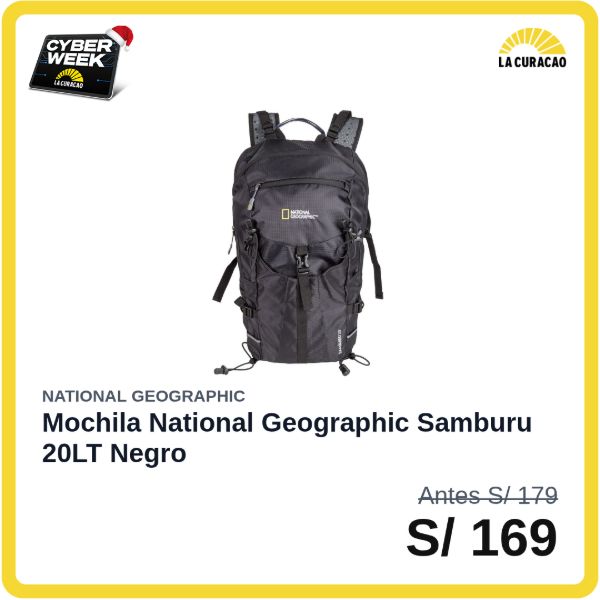 CYBER
WEEK
LA CURACAO
LA CURACAO
NATIONAL
GEOGRAPHIC
NATIONAL GEOGRAPHIC
Mochila National Geographic Samburu
20LT Negro
Antes S/ 179
S/ 169